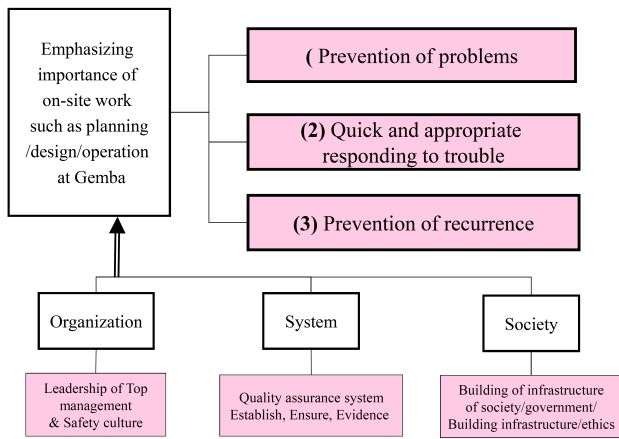 Emphasizing
importance of
on-site work
such as planning
/design/operation
at Gemba
( Prevention of problems
(2) Quick and appropriate
responding to trouble
(3) Prevention of recurrence
Organization
System
Society
Leadership of Top
management
& Safety culture
Quality assurance system
Establish, Ensure, Evidence
Building of infrastructure
of society/government/
Building infrastructure/ethics